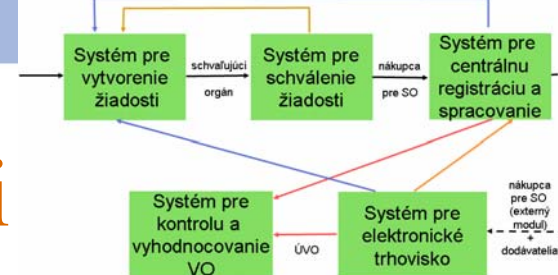 Systém pre
vytvorenie
žiadosti
schvaľujúci
orgán
Systém pre
schválenie
žiadosti
nákupca
pre SO
Systém pre
centrálnu
registráciu a
spracovanie
i
Systém pre
kontrolu a
vyhodnocovanie
VO
ÚVO
Systém pre
elektronické
trhovisko
nákupca
pre SO
(externý
modul)
+
dodávatelia